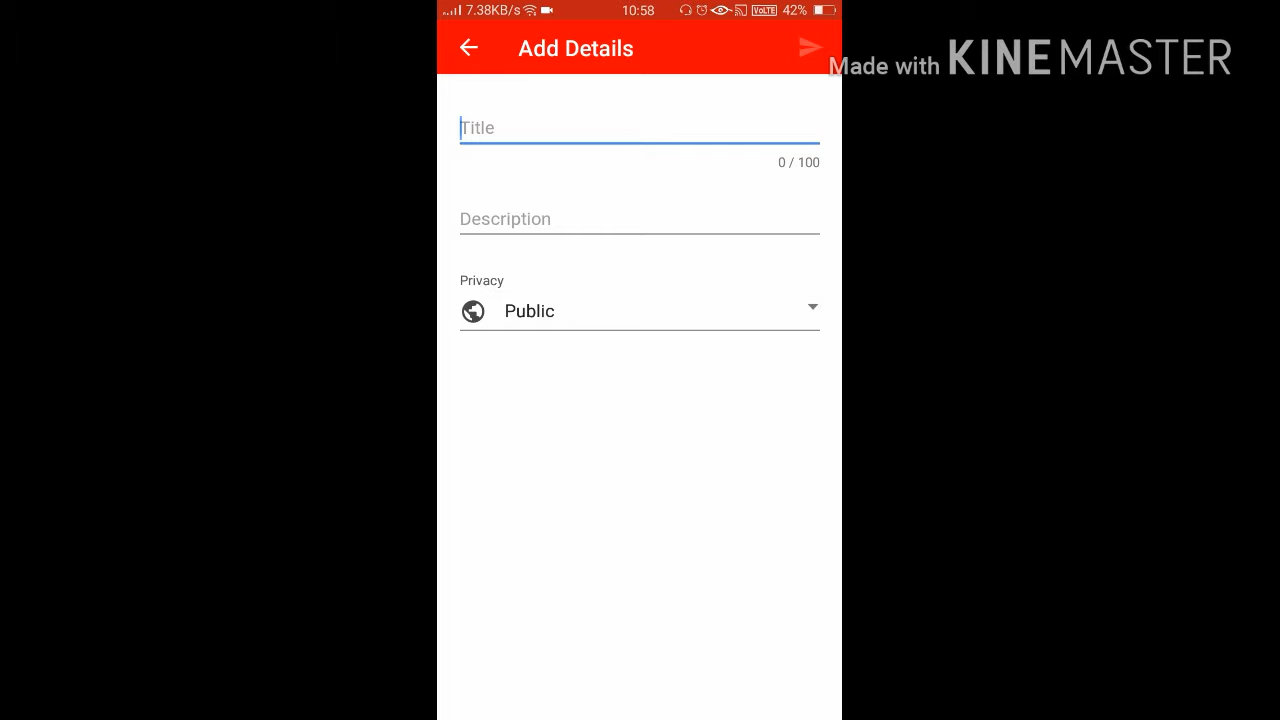 7.38KB/s 10:58 VoLTE 42%
Add Details
Made with KINEMASTER
Title
0 / 100
Description
Privacy
Public